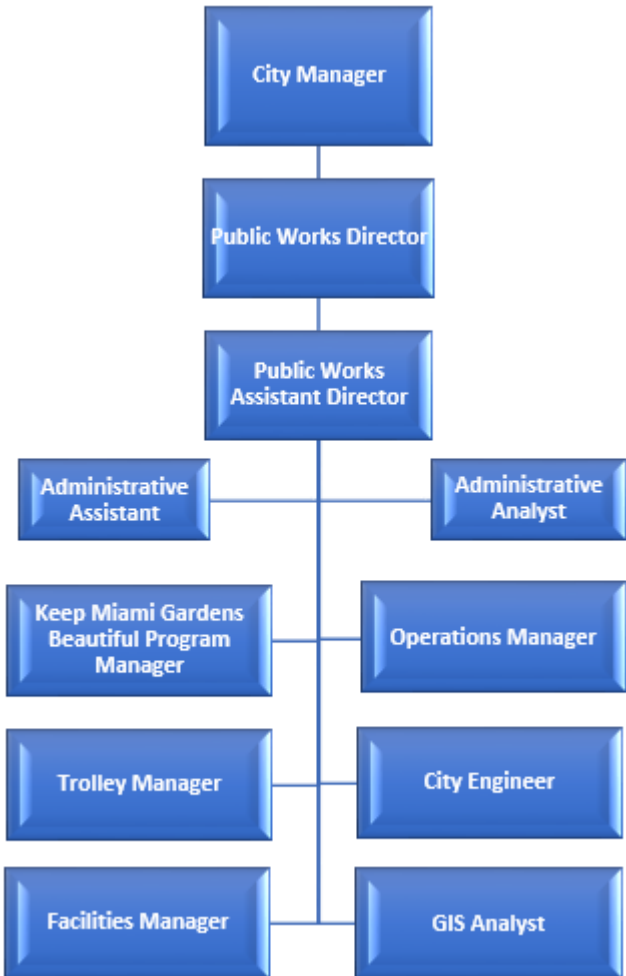 City Manager
Public Works Director
Public Works
Assistant Director
Administrative
Assistant
Administrative
Analyst
Keep Miami Gardens
Beautiful Program
Manager
Operations Manager
Trolley Manager
City Engineer
Facilities Manager
GIS Analyst